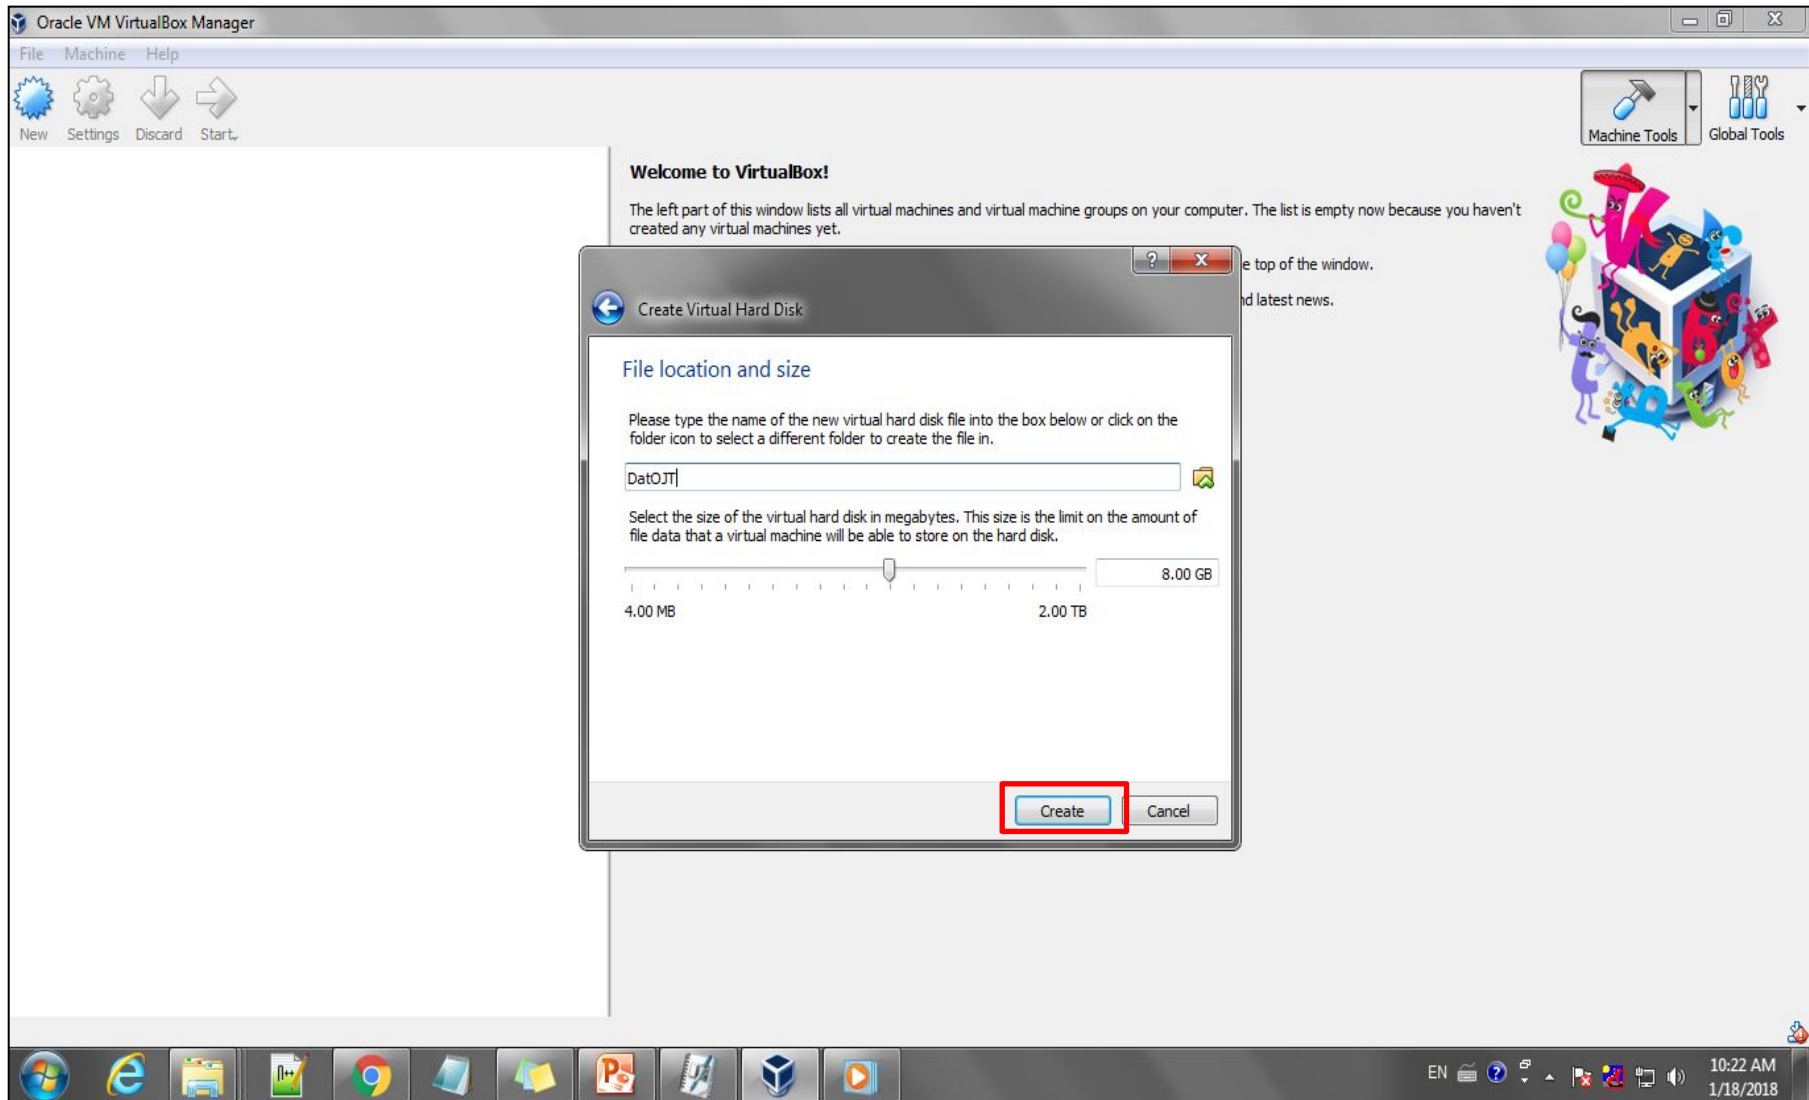 Oracle VM VirtualBox Manager
File Machine Help
New Settings Discard Start
Machine Tools Global Tools
Welcome to VirtualBox!
The left part of this window lists all virtual machines and virtual machine groups on your computer. The list is empty now because you haven't
created any virtual machines yet.
e top of the window.
nd latest news.
Create Virtual Hard Disk
File location and size
Please type the name of the new virtual hard disk file into the box below or click on the
folder icon to select a different folder to create the file in.
DatOJT
Select the size of the virtual hard disk in megabytes. This size is the limit on the amount of
file data that a virtual machine will be able to store on the hard disk.
8.00 GB
4.00 MB 2.00 TB
Create Cancel
EN 10:22 AM
1/18/2018